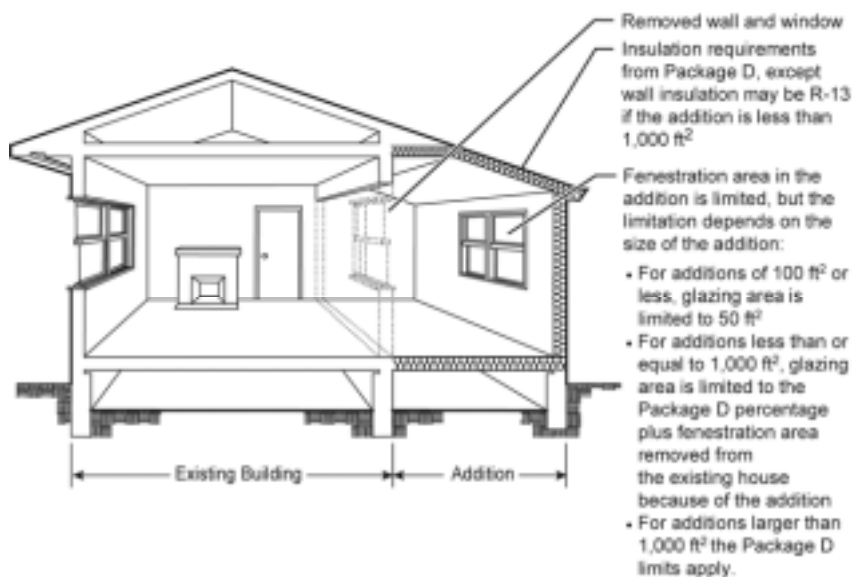 Removed wall and window
Insulation requirements
from Package D, except
wall insulation may be R-13
if the addition is less than
1,000 ft²
Fenestration area in the
addition is limited, but the
limitation depends on the
size of the addition:
• For additions of 100 ft² or
less, glazing area is
limited to 50 ft²
• For additions less than or
equal to 1,000 ft², glazing
area is limited to the
Package D percentage
plus fenestration area
removed from
the existing house
because of the addition
• For additions larger than
1,000 ft² the Package D
limits apply.
Existing Building
Addition